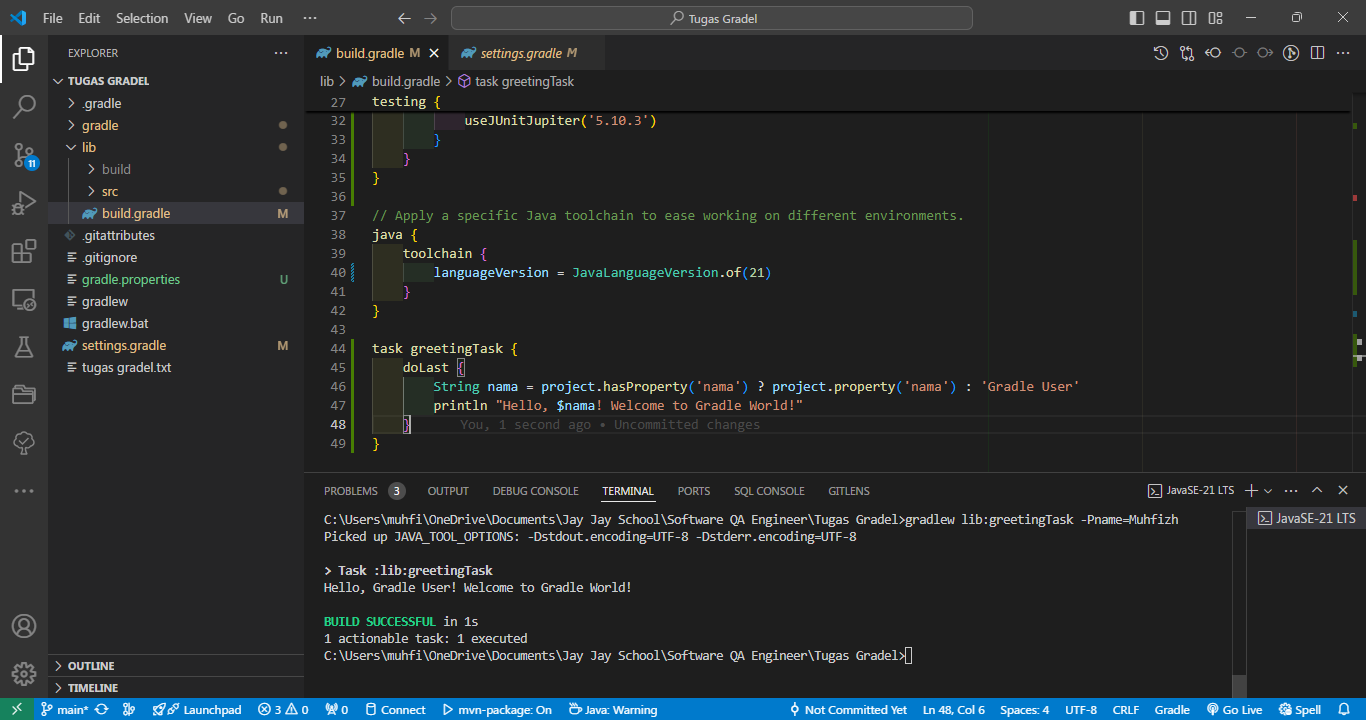 File Edit Selection View Go Run ··· Tugas Gradel
EXPLORER ···
TUGAS GRADEL
.gradle
gradle
lib
build
src
build.gradle M
.gitattributes
.gitignore
gradle.properties U
gradlew
gradlew.bat
settings.gradle M
tugas gradel.txt
OUTLINE
TIMELINE
11
build.gradle M
settings.gradle M
lib > build.gradle > task greetingTask
27 testing {
32 useJUnitJupiter('5.10.3')
33 }
34 }
35 }
36
37 // Apply a specific Java toolchain to ease working on different environments.
38 java {
39 toolchain {
40 languageVersion = JavaLanguageVersion.of(21)
41 }
42 }
43
44 task greetingTask {
45 doLast {
46 String nama = project.hasProperty('nama') ? project.property('nama') : 'Gradle User'
47 println "Hello, $nama! Welcome to Gradle World!"
48 } You, 1 second ago • Uncommitted changes
49 }
PROBLEMS 3 OUTPUT DEBUG CONSOLE TERMINAL PORTS SQL CONSOLE GITLENS JavaSE-21 LTS
JavaSE-21 LTS
C:\Users\muhfi\OneDrive\Documents\Jay Jay School\Software QA Engineer\Tugas Gradel>gradlew lib:greetingTask -Pname=Muhfizh
Picked up JAVA_TOOL_OPTIONS: -Dstdout.encoding=UTF-8 -Dstderr.encoding=UTF-8
> Task :lib:greetingTask
Hello, Gradle User! Welcome to Gradle World!
BUILD SUCCESSFUL in 1s
1 actionable task: 1 executed
C:\Users\muhfi\OneDrive\Documents\Jay Jay School\Software QA Engineer\Tugas Gradel>
main* Launchpad 3 0 0 Connect mvn-package: On Java: Warning Not Committed Yet Ln 48, Col 6 Spaces: 4 UTF-8 CRLF Gradle Go Live Spell